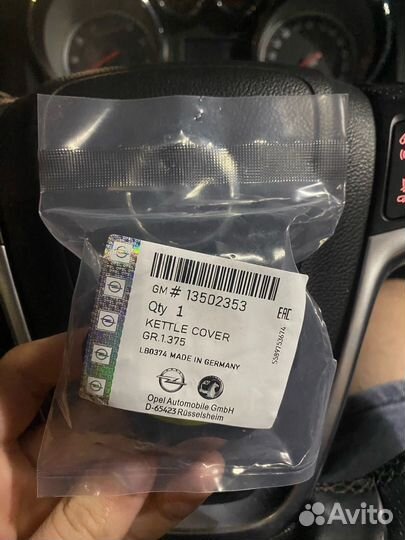 GM # 13502353
Qty 1
KETTLE COVER
GR.1.375
LB0374 MADE IN GERMANY
Opel Automobile GmbH
D-65423 Rüsselsheim
EAC
Avito